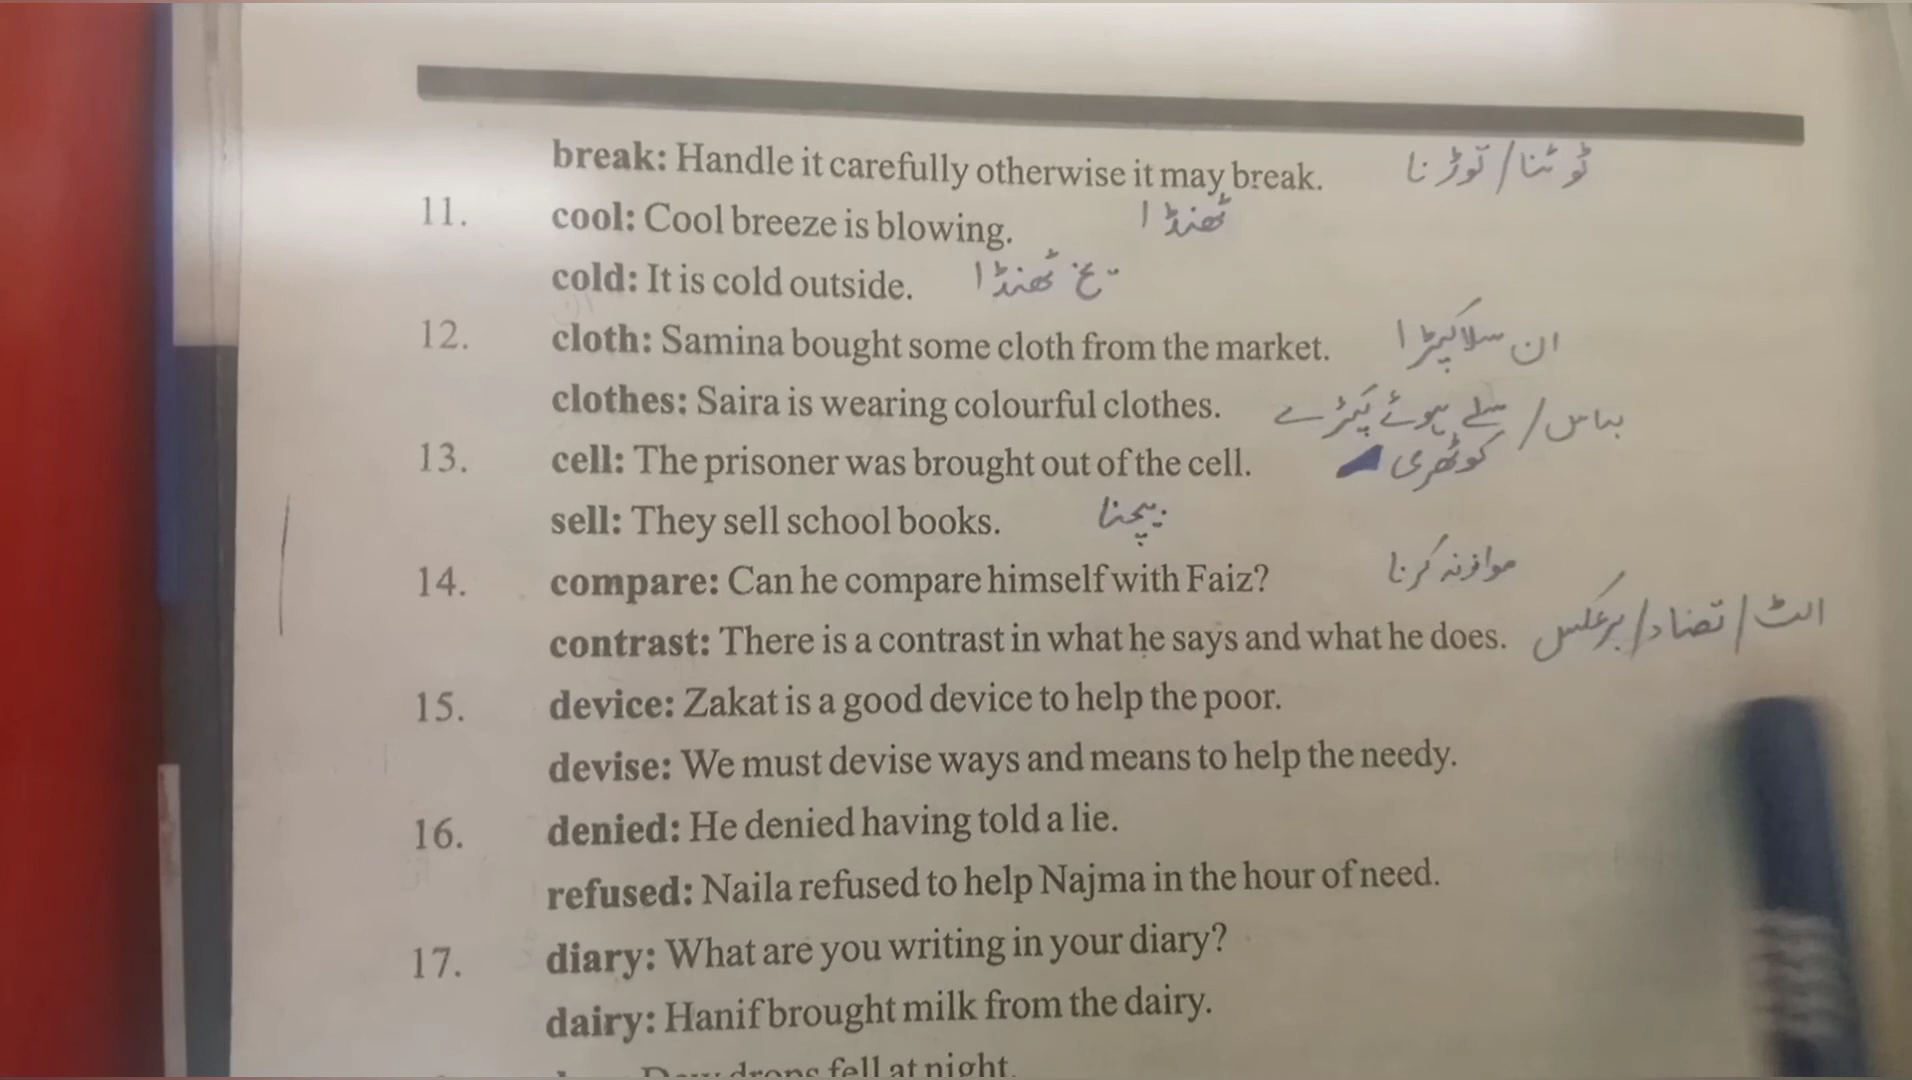 break: Handle it carefully otherwise it may break. ٹوٹنا/توڑنا
11. cool: Cool breeze is blowing. ٹھنڈا
cold: It is cold outside. یخ ٹھنڈا
12. cloth: Samina bought some cloth from the market. ان سلا کپڑا
clothes: Saira is wearing colourful clothes. لباس/سلے ہوئے کپڑے
13. cell: The prisoner was brought out of the cell. کوٹھری
sell: They sell school books. بیچنا
14. compare: Can he compare himself with Faiz? موازنہ کرنا
contrast: There is a contrast in what he says and what he does. الٹ/تضاد/برعکس
15. device: Zakat is a good device to help the poor.
devise: We must devise ways and means to help the needy.
16. denied: He denied having told a lie.
refused: Naila refused to help Najma in the hour of need.
17. diary: What are you writing in your diary?
dairy: Hanif brought milk from the dairy.
Dew drops fell at night.